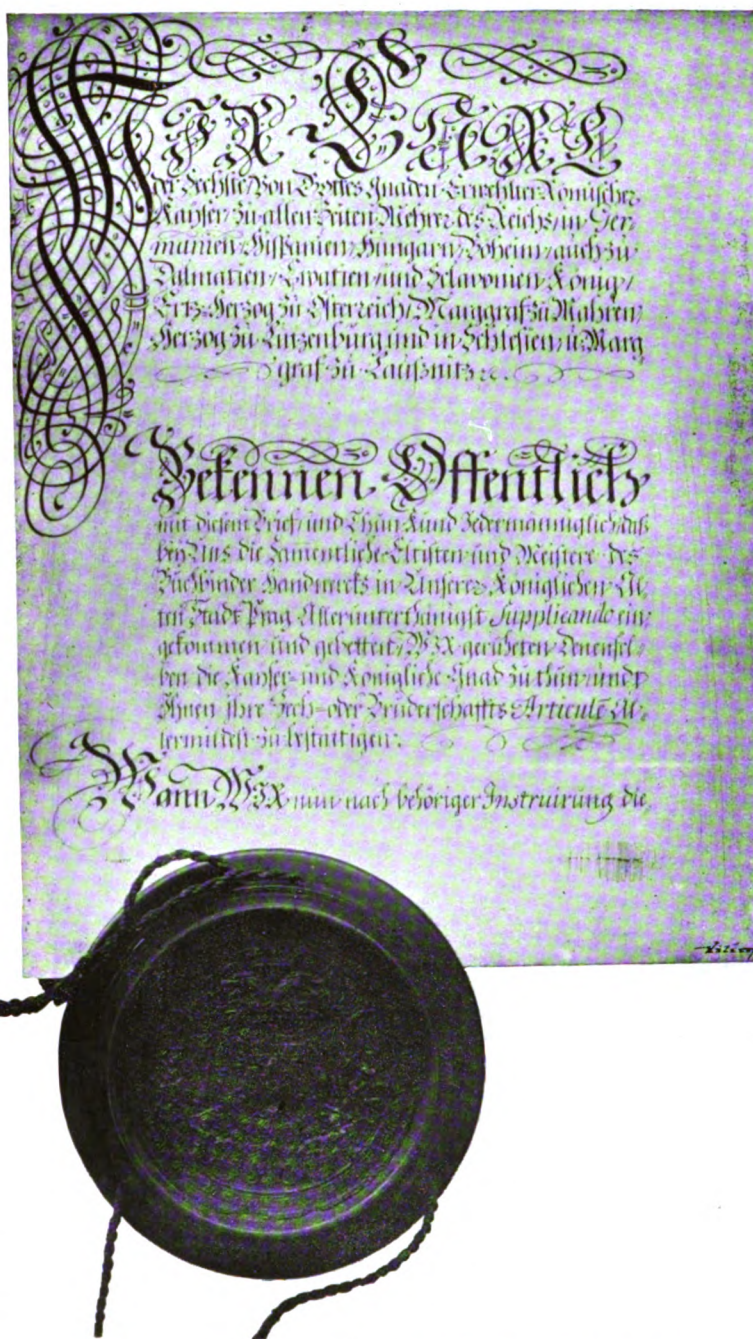 WIR CARL
der Sechste/ Von Gottes Gnaden Erwehlter Römischer
Kayser/ Zu allen Zeiten Mehrer des Reichs/ in Ger,
manien/ Hispanien/ Hungarn/ Böheim/ auch zu
Dalmatien/ Croatien/ und Sclavonien König/
Ertz-Herzog zu Österreich/ Marggraf zu Mähren/
Herzog zu Lützenburg und in Schlesien/ u: Marg
graf zu Laußnitz
Bekennen Öffentlich
mit diesem Brief/ und Thun Kund Jedermänniglich/ daß
bey Uns die Sämentliche Eltisten und Meistere des
Buchbinder Handwercks in Unserer Königlichen Al,
ten Stadt Prag Allerunterthänigst Supplicando ein,
gekommen und gebetten/ WIR geruheten Denensel,
ben die Kayser- und Königliche Gnad zu thun/ undt
Ihnen Ihre Zech- oder Bruderschaffts Articule Al,
lermildest zu bestättigen.
Wann WIR nun nach behöriger Instruirung die,